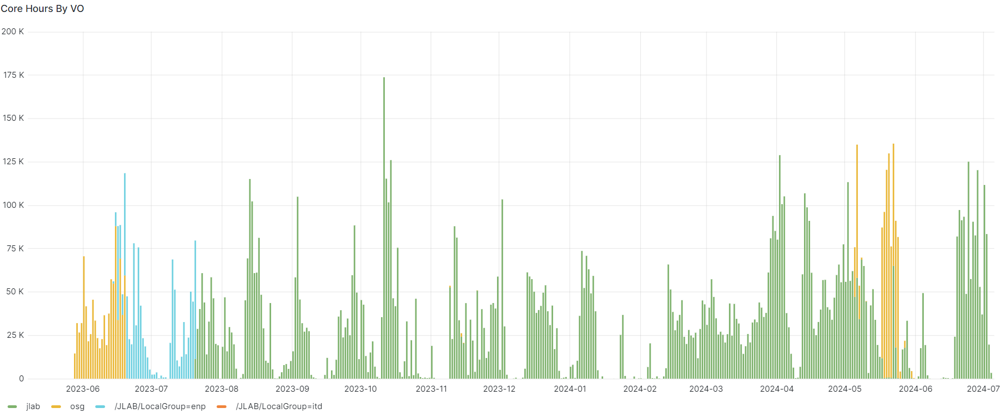 Core Hours By VO
200 K
175 K
150 K
125 K
100 K
75 K
50 K
25 K
0
2023-06 2023-07 2023-08 2023-09 2023-10 2023-11 2023-12 2024-01 2024-02 2024-03 2024-04 2024-05 2024-06 2024-07
jlab osg /JLAB/LocalGroup=enp /JLAB/LocalGroup=itd